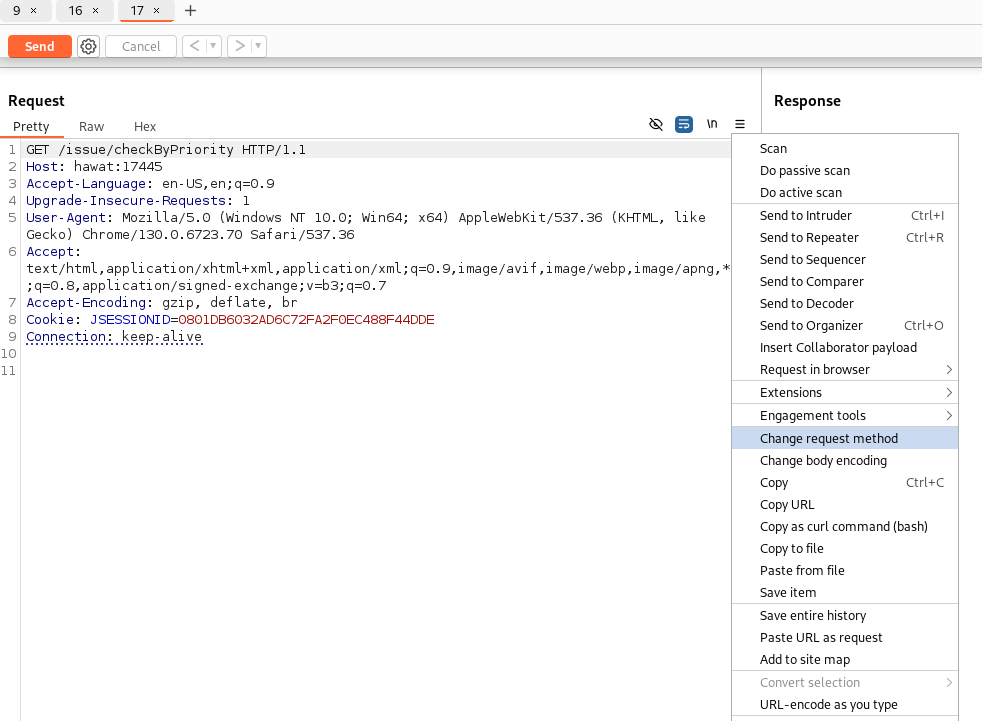 9 × 16 × 17 × +
Send Cancel < >
Request
Pretty Raw Hex \n
1 GET /issue/checkByPriority HTTP/1.1
2 Host: hawat:17445
3 Accept-Language: en-US,en;q=0.9
4 Upgrade-Insecure-Requests: 1
5 User-Agent: Mozilla/5.0 (Windows NT 10.0; Win64; x64) AppleWebKit/537.36 (KHTML, like
Gecko) Chrome/130.0.6723.70 Safari/537.36
6 Accept:
text/html,application/xhtml+xml,application/xml;q=0.9,image/avif,image/webp,image/apng,*
;q=0.8,application/signed-exchange;v=b3;q=0.7
7 Accept-Encoding: gzip, deflate, br
8 Cookie: JSESSIONID=0801DB6032AD6C72FA2F0EC488F44DDE
9 Connection: keep-alive
10
11
Response
Scan
Do passive scan
Do active scan
Send to Intruder Ctrl+I
Send to Repeater Ctrl+R
Send to Sequencer
Send to Comparer
Send to Decoder
Send to Organizer Ctrl+O
Insert Collaborator payload
Request in browser >
Extensions >
Engagement tools >
Change request method
Change body encoding
Copy Ctrl+C
Copy URL
Copy as curl command (bash)
Copy to file
Paste from file
Save item
Save entire history
Paste URL as request
Add to site map
Convert selection >
URL-encode as you type